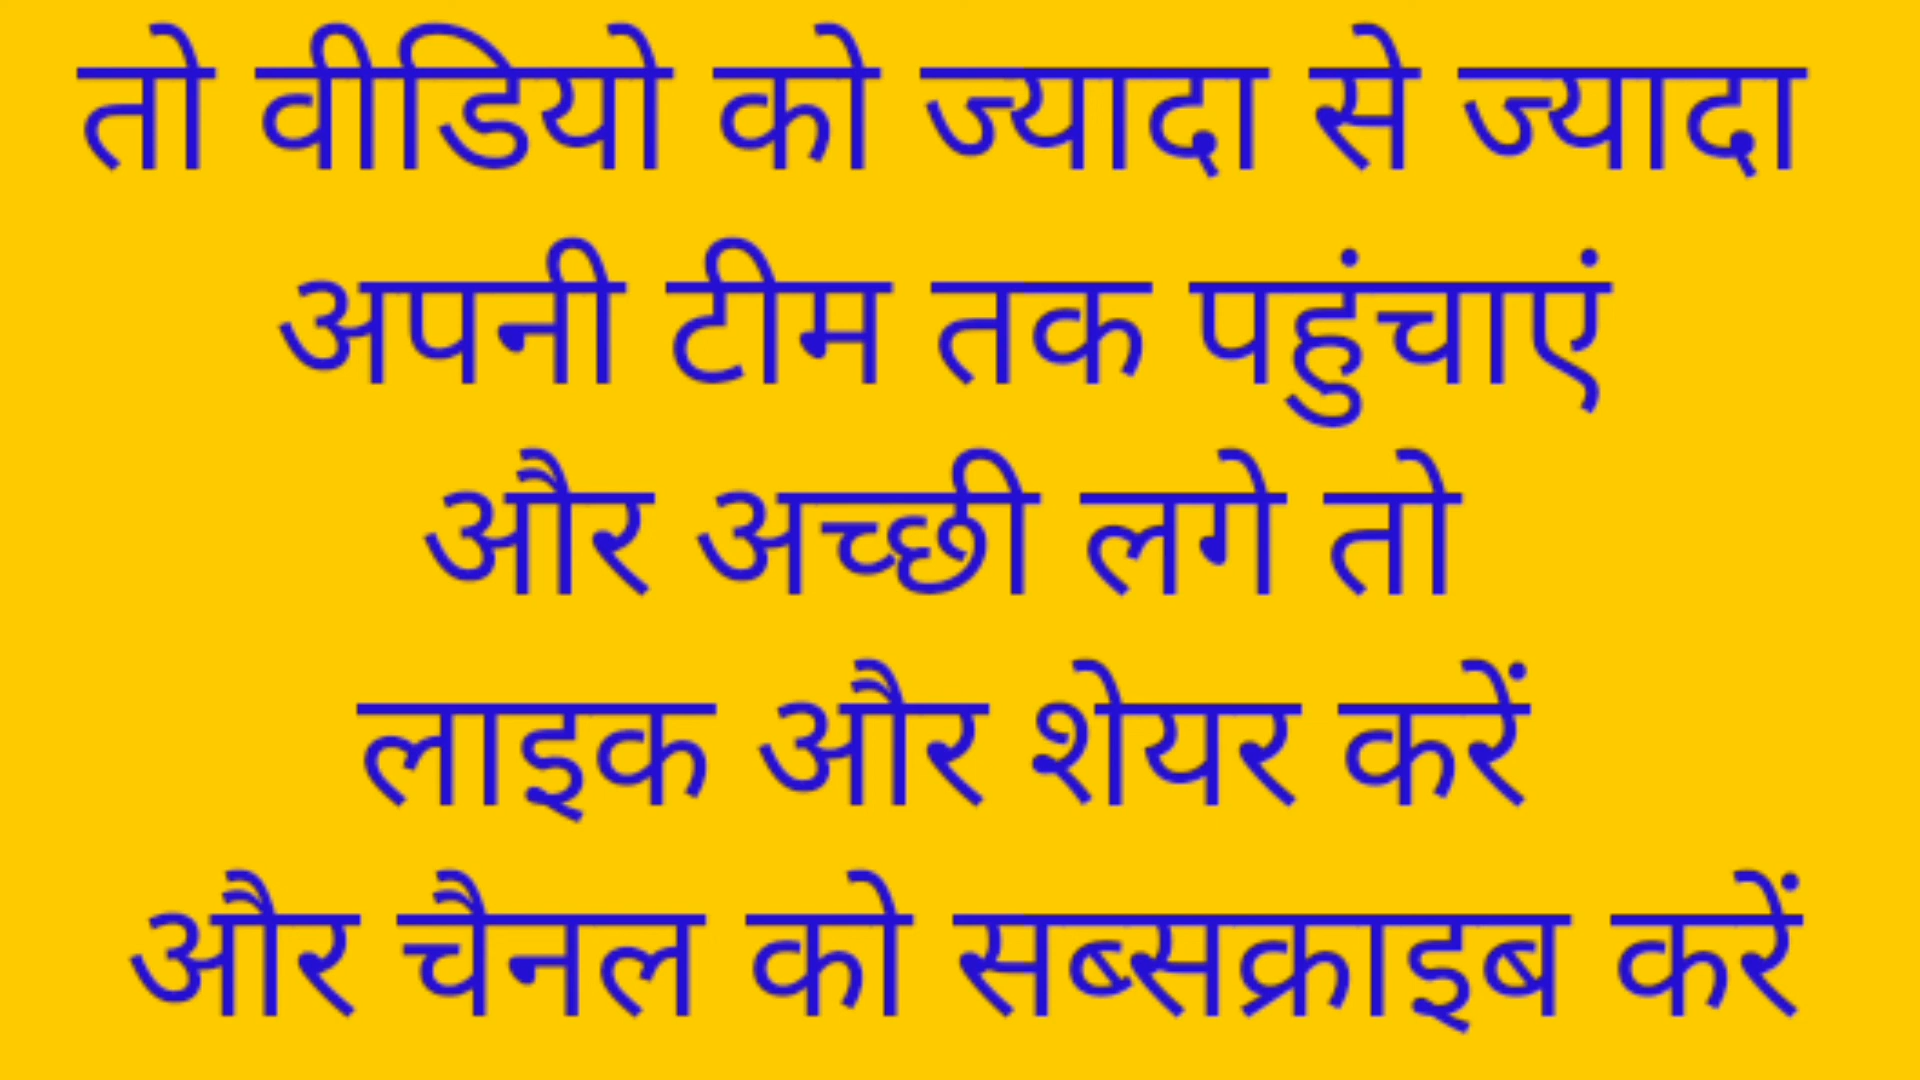 तो वीडियो को ज्यादा से ज्यादा
अपनी टीम तक पहुंचाएं
और अच्छी लगे तो
लाइक और शेयर करें
और चैनल को सब्सक्राइब करें